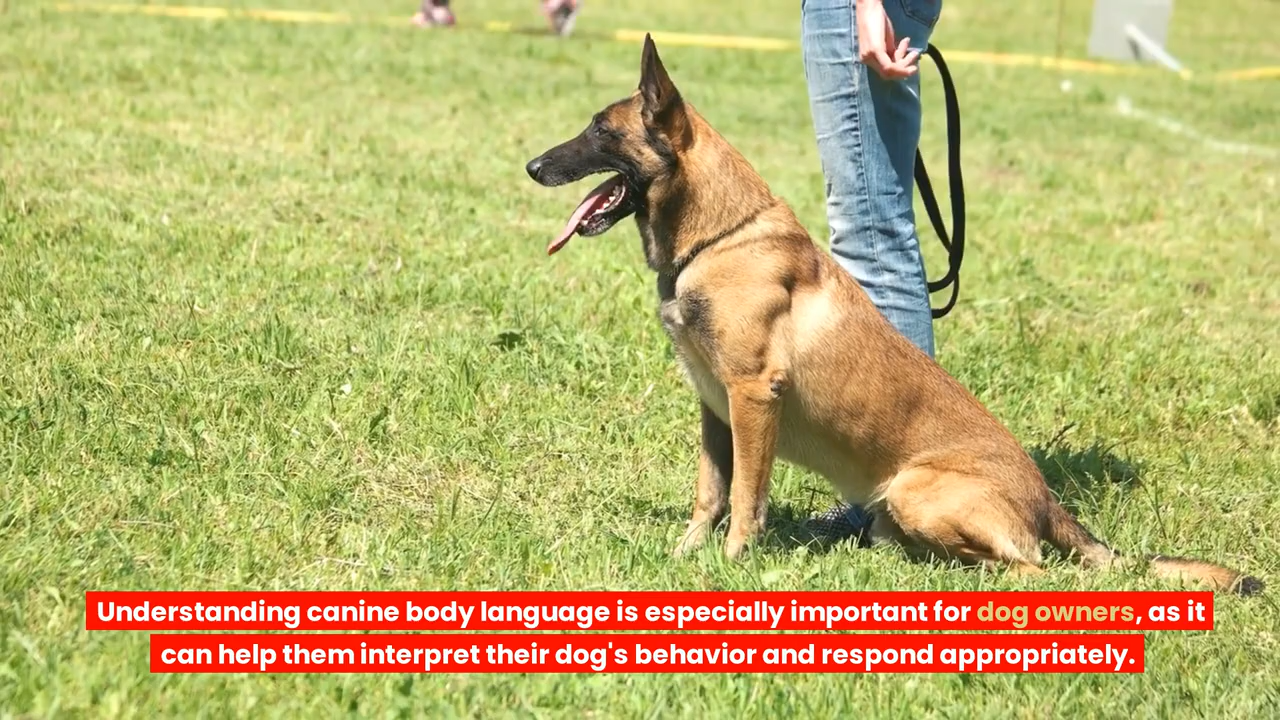 Understanding canine body language is especially important for dog owners, as it
can help them interpret their dog's behavior and respond appropriately.